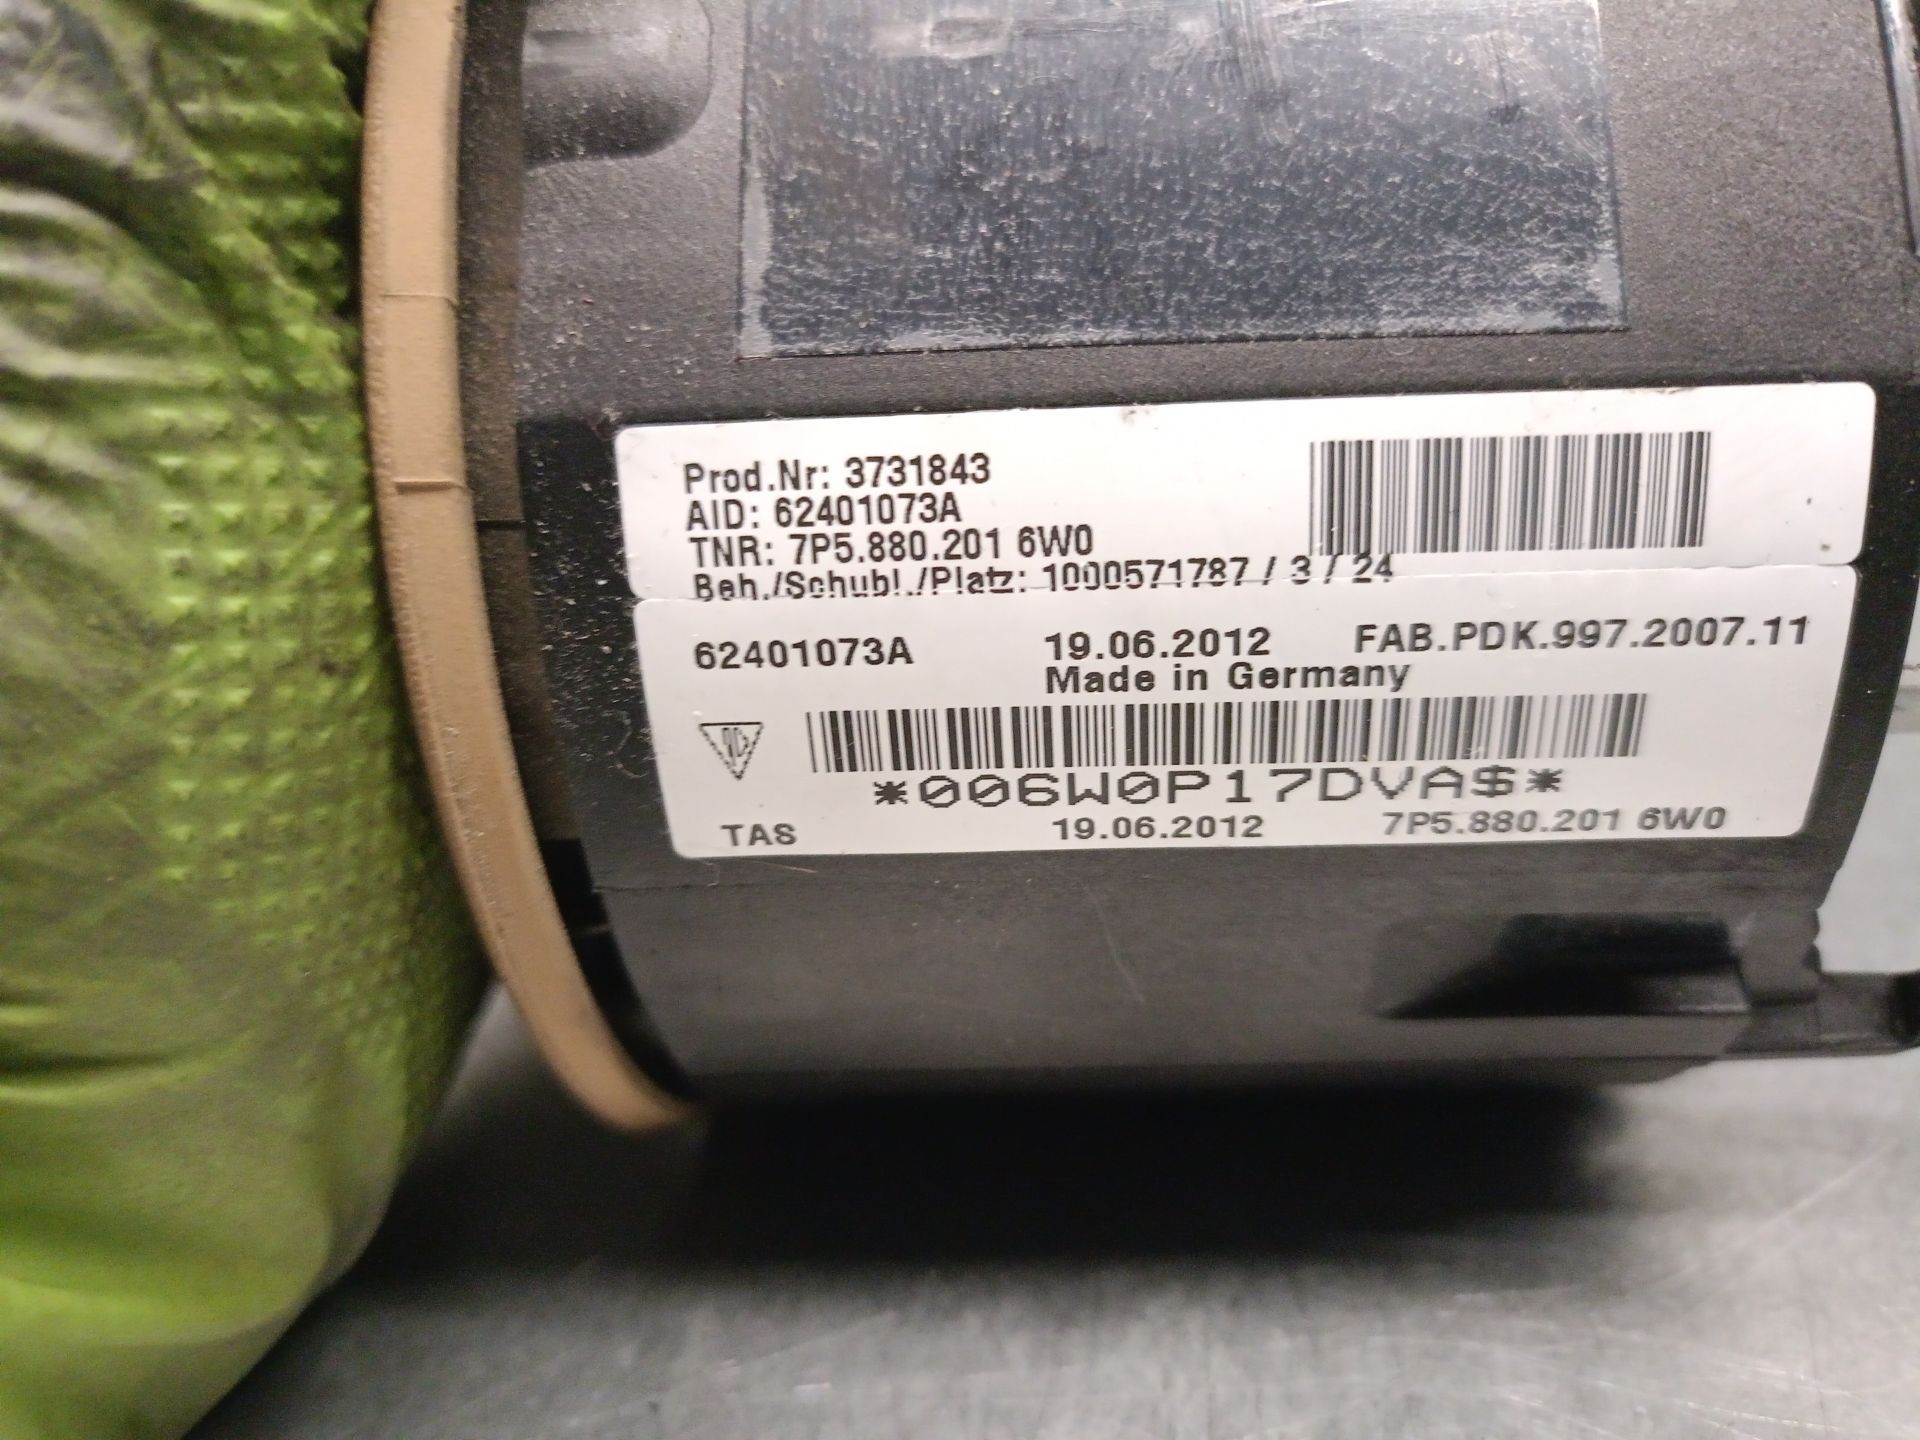 Prod.Nr: 3731843
AID: 62401073A
TNR: 7P5.880.201 6W0
Beh./Schubl./Platz: 1000571787 / 3 / 24
62401073A 19.06.2012 FAB.PDK.997.2007.11
Made in Germany
*006W0P17DVA$*
TAS 19.06.2012 7P5.880.201 6W0